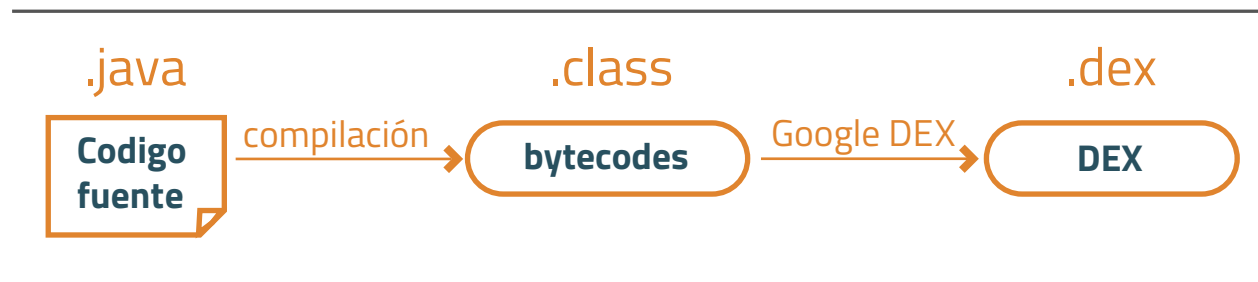 .java
.class
.dex
compilación
Google DEX
Codigo
fuente
bytecodes
DEX